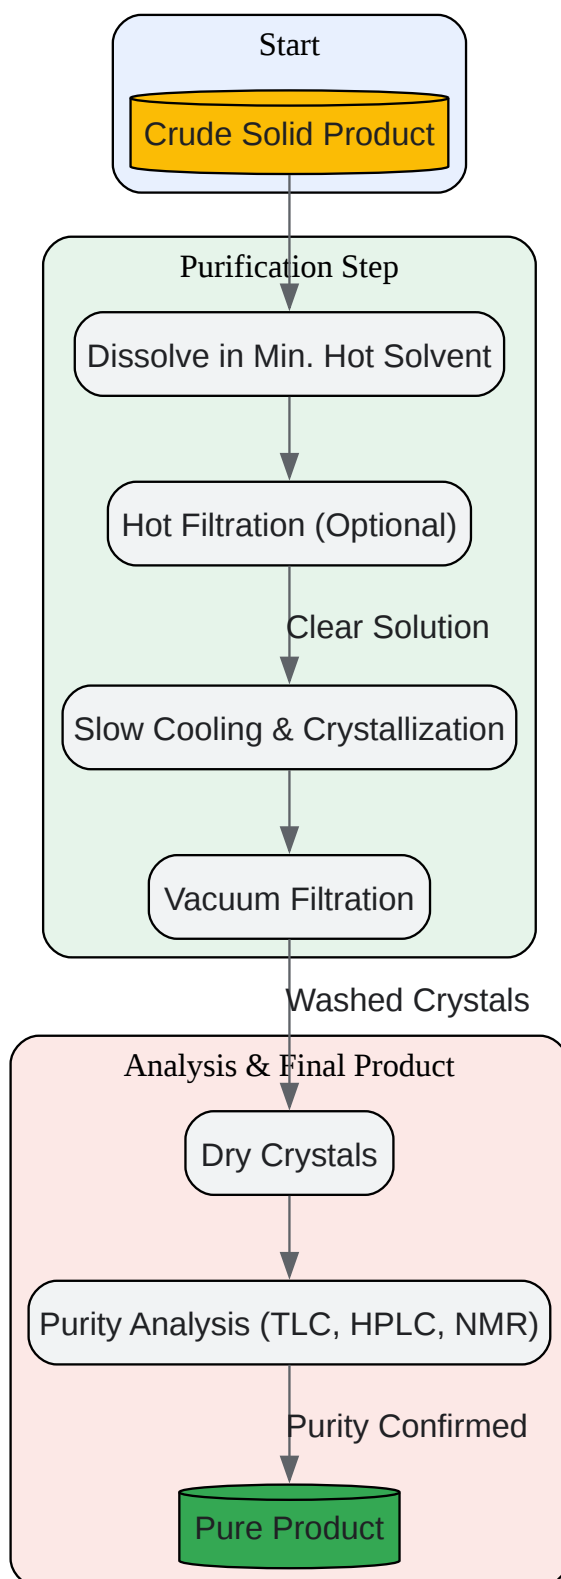 Start
Crude Solid Product
Purification Step
Dissolve in Min. Hot Solvent
Hot Filtration (Optional)
Clear Solution
Slow Cooling & Crystallization
Vacuum Filtration
Washed Crystals
Analysis & Final Product
Dry Crystals
Purity Analysis (TLC, HPLC, NMR)
Purity Confirmed
Pure Product